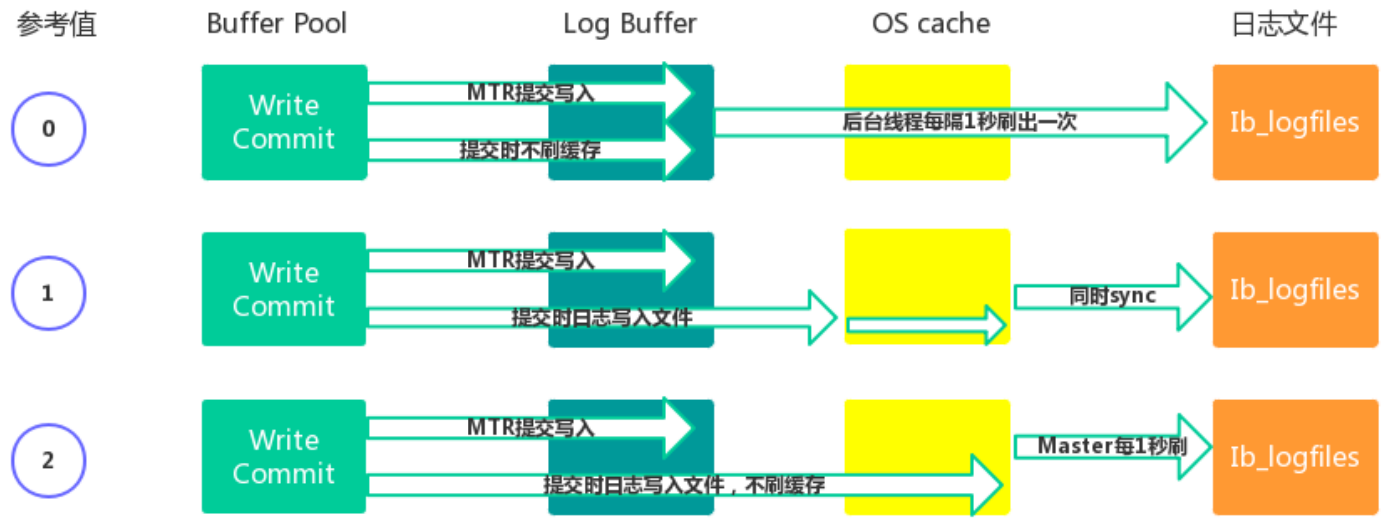 参考值 Buffer Pool Log Buffer OS cache 日志文件
0
Write
Commit
MTR提交写入
提交时不刷缓存
后台线程每隔1秒刷出一次
Ib_logfiles
1
Write
Commit
MTR提交写入
提交时日志写入文件
同时sync
Ib_logfiles
2
Write
Commit
MTR提交写入
提交时日志写入文件，不刷缓存
Master每1秒刷
Ib_logfiles